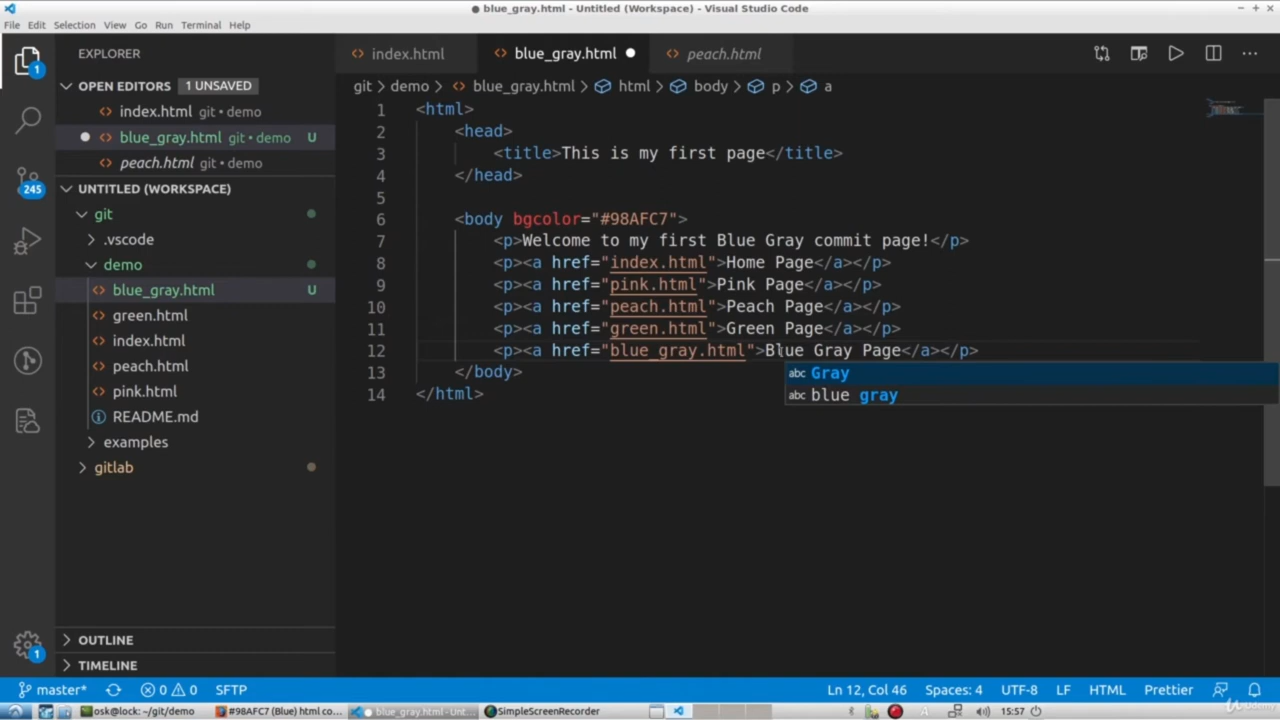 blue_gray.html - Untitled (Workspace) - Visual Studio Code
File Edit Selection View Go Run Terminal Help
EXPLORER
OPEN EDITORS 1 UNSAVED
index.html git • demo
blue_gray.html git • demo U
peach.html git • demo
UNTITLED (WORKSPACE)
git
.vscode
demo
blue_gray.html U
green.html
index.html
peach.html
pink.html
README.md
examples
gitlab
OUTLINE
TIMELINE
1
245
1
index.html blue_gray.html peach.html
git > demo > blue_gray.html > html > body > p > a
1 <html>
2 <head>
3 <title>This is my first page</title>
4 </head>
5
6 <body bgcolor="#98AFC7">
7 <p>Welcome to my first Blue Gray commit page!</p>
8 <p><a href="index.html">Home Page</a></p>
9 <p><a href="pink.html">Pink Page</a></p>
10 <p><a href="peach.html">Peach Page</a></p>
11 <p><a href="green.html">Green Page</a></p>
12 <p><a href="blue_gray.html">Blue Gray Page</a></p>
13 </body>
14 </html>
abc Gray
abc blue gray
master* 0 0 SFTP Ln 12, Col 46 Spaces: 4 UTF-8 LF HTML Prettier
osk@lock: ~/git/demo #98AFC7 (Blue) html co... blue_gray.html - Unt... SimpleScreenRecorder A 15:57
Udemy